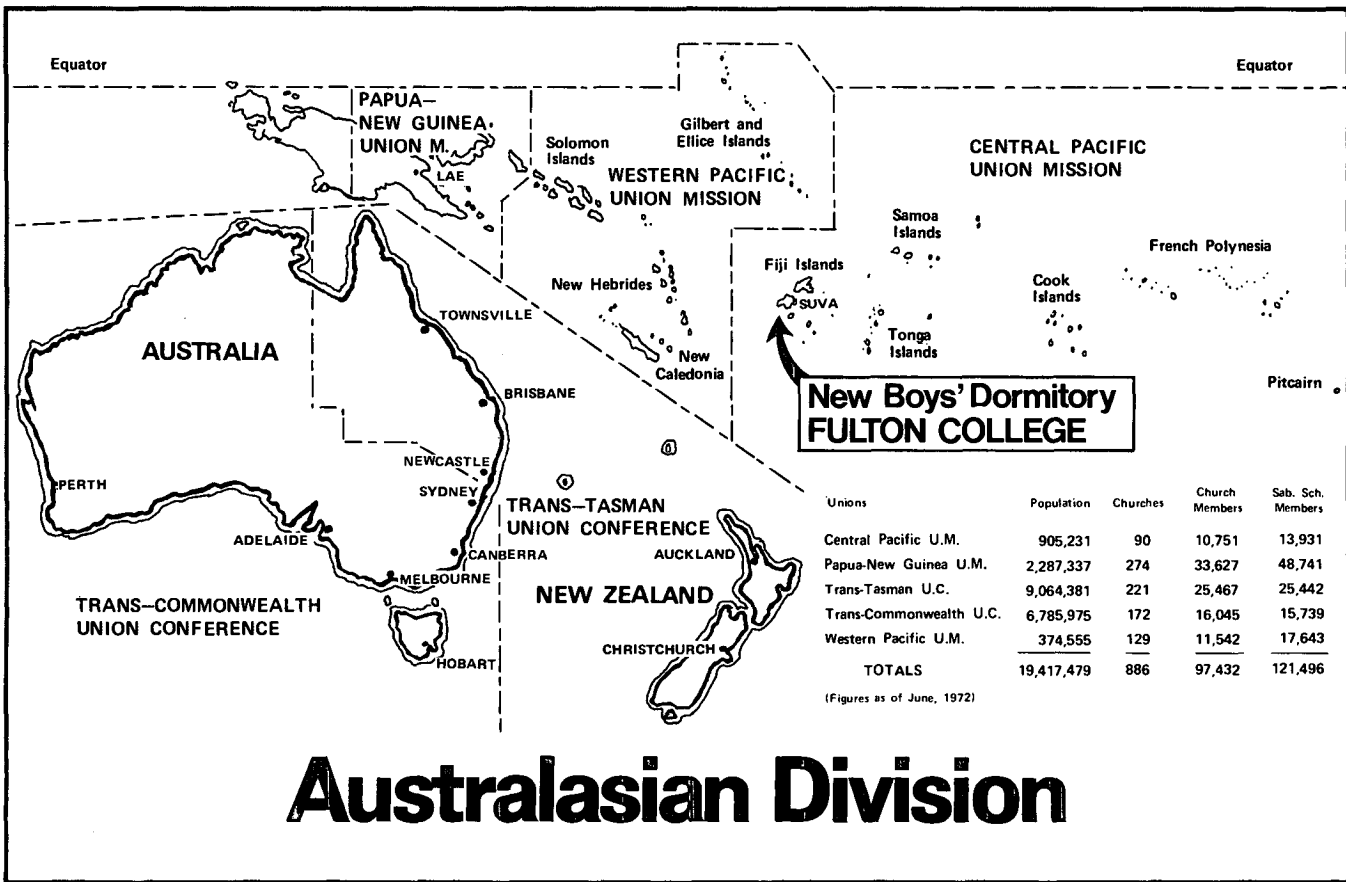 Equator
Equator
PAPUA—
NEW GUINEA
UNION M.
LAE
Solomon
Islands
Gilbert and
Ellice Islands
WESTERN PACIFIC
UNION MISSION
CENTRAL PACIFIC
UNION MISSION
Samoa
Islands
French Polynesia
Fiji Islands
SUVA
Cook
Islands
New Hebrides
Tonga
Islands
New
Caledonia
Pitcairn
TOWNSVILLE
AUSTRALIA
BRISBANE
New Boys' Dormitory
FULTON COLLEGE
NEWCASTLE
SYDNEY
PERTH
ADELAIDE
CANBERRA
MELBOURNE
TRANS—TASMAN
UNION CONFERENCE
AUCKLAND
NEW ZEALAND
TRANS—COMMONWEALTH
UNION CONFERENCE
HOBART
CHRISTCHURCH
Unions Population Churches Church Members Sab. Sch. Members
Central Pacific U.M. 905,231 90 10,751 13,931
Papua-New Guinea U.M. 2,287,337 274 33,627 48,741
Trans-Tasman U.C. 9,064,381 221 25,467 25,442
Trans-Commonwealth U.C. 6,785,975 172 16,045 15,739
Western Pacific U.M. 374,555 129 11,542 17,643
TOTALS 19,417,479 886 97,432 121,496
(Figures as of June, 1972)
Australasian Division